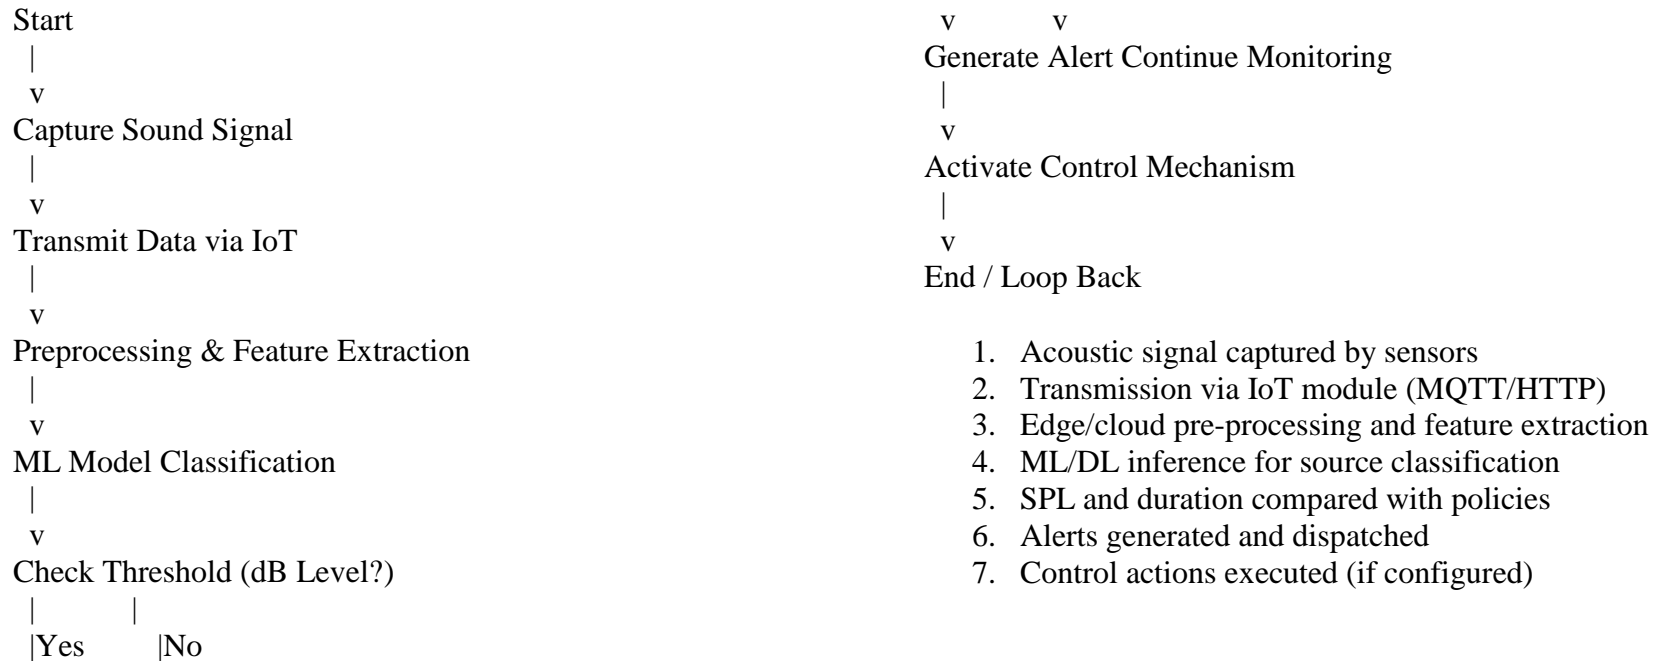 Start
|
v
Capture Sound Signal
|
v
Transmit Data via IoT
|
v
Preprocessing & Feature Extraction
|
v
ML Model Classification
|
v
Check Threshold (dB Level?)
| |
|Yes |No
v v
Generate Alert Continue Monitoring
|
v
Activate Control Mechanism
|
v
End / Loop Back
1. Acoustic signal captured by sensors
2. Transmission via IoT module (MQTT/HTTP)
3. Edge/cloud pre-processing and feature extraction
4. ML/DL inference for source classification
5. SPL and duration compared with policies
6. Alerts generated and dispatched
7. Control actions executed (if configured)